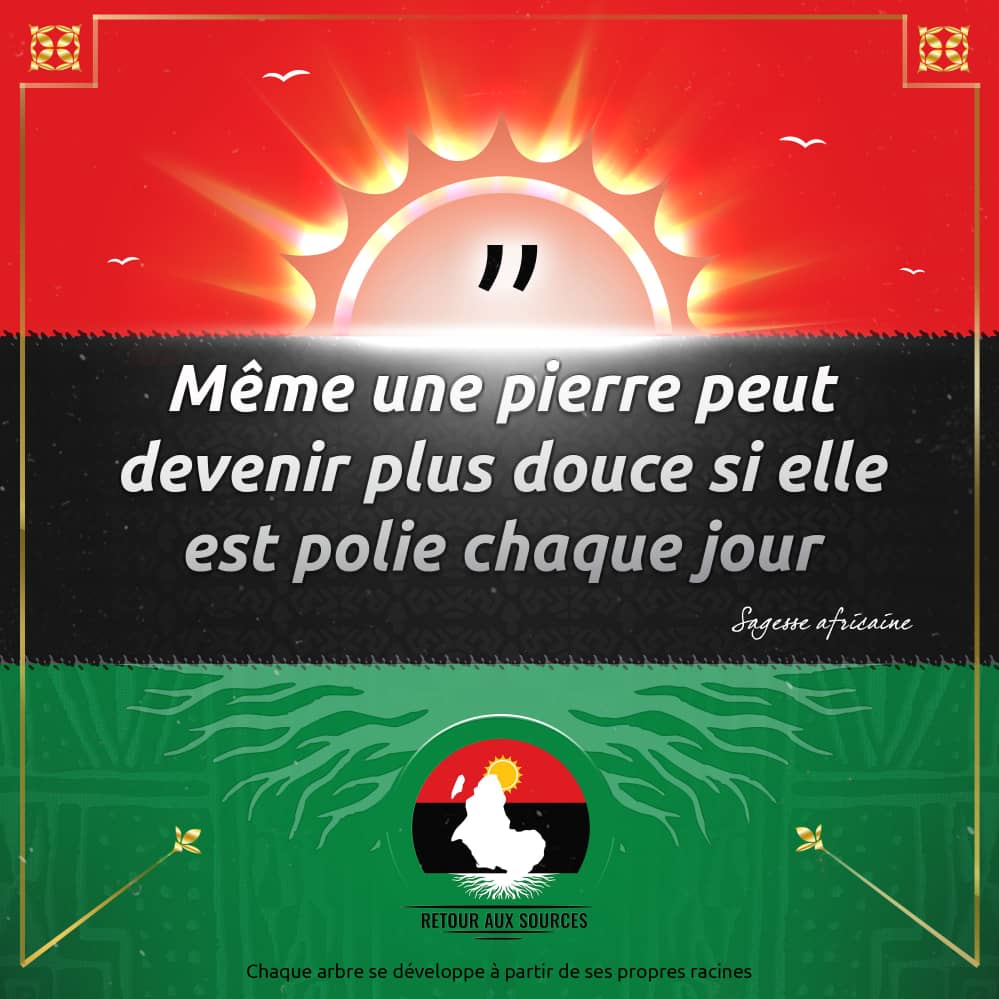 ”
Même une pierre peut
devenir plus douce si elle
est polie chaque jour
Sagesse africaine
RETOUR AUX SOURCES
Chaque arbre se développe à partir de ses propres racines